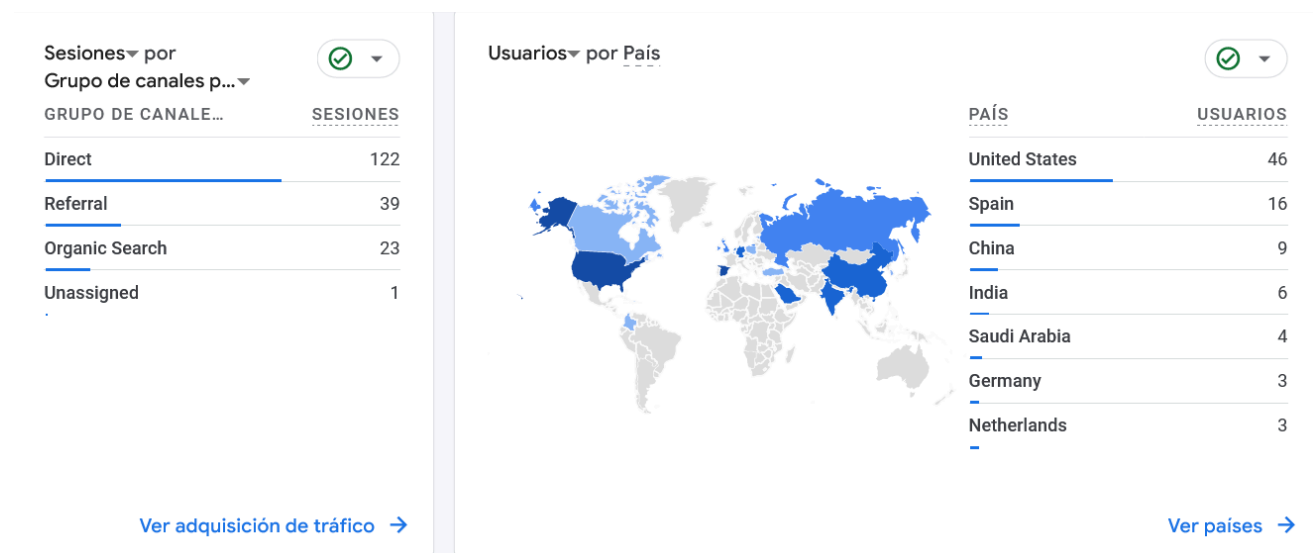 Sesiones por
Grupo de canales p...
GRUPO DE CANALE... SESIONES
Direct 122
Referral 39
Organic Search 23
Unassigned 1
Ver adquisición de tráfico
Usuarios por País
PAÍS USUARIOS
United States 46
Spain 16
China 9
India 6
Saudi Arabia 4
Germany 3
Netherlands 3
Ver países